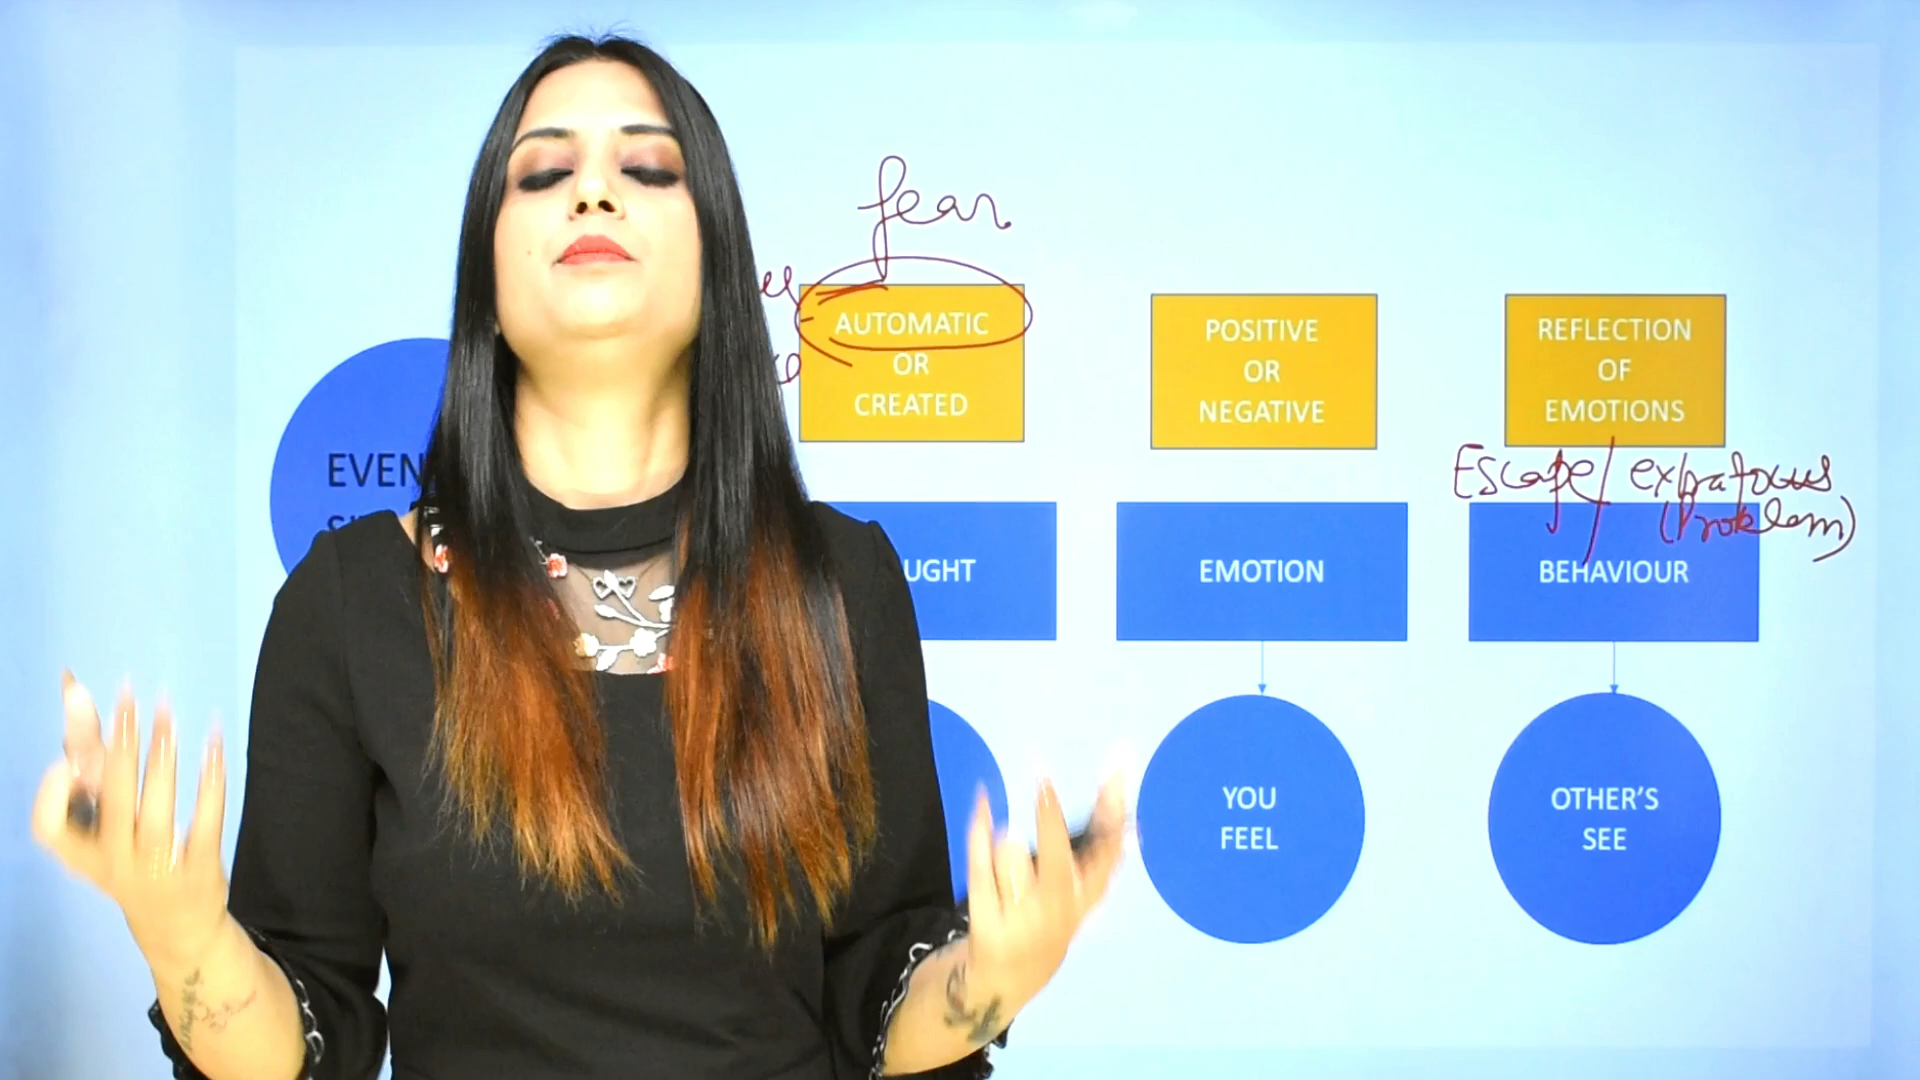 fear
AUTOMATIC
OR
CREATED
POSITIVE
OR
NEGATIVE
REFLECTION
OF
EMOTIONS
Escape/
(Problem)
EVEN
UGHT
EMOTION
BEHAVIOUR
YOU
FEEL
OTHER'S
SEE